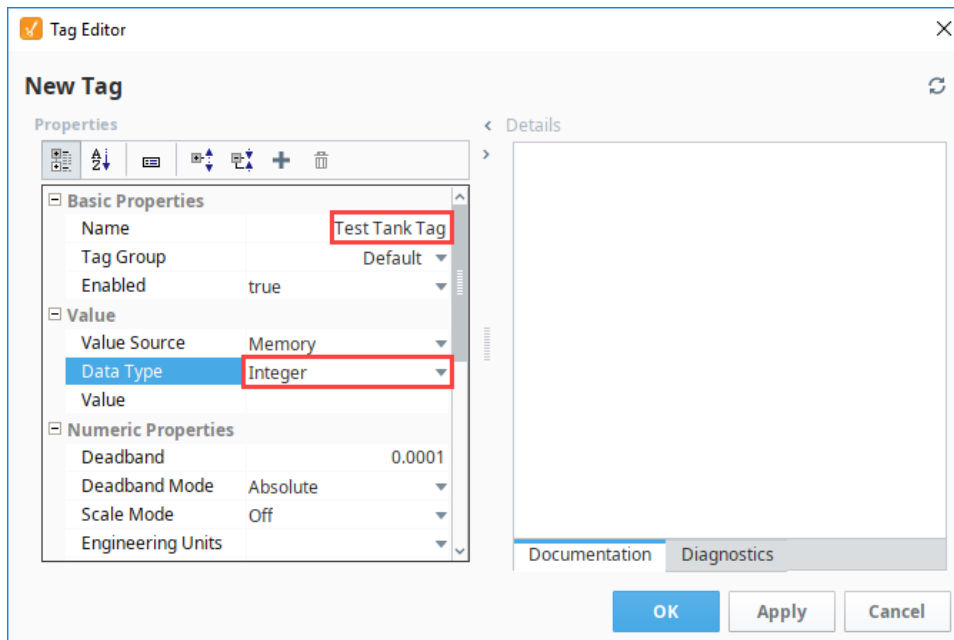 Tag Editor
New Tag
Properties
Details
Basic Properties
Name Test Tank Tag
Tag Group Default
Enabled true
Value
Value Source Memory
Data Type Integer
Value
Numeric Properties
Deadband 0.0001
Deadband Mode Absolute
Scale Mode Off
Engineering Units
Documentation Diagnostics
OK Apply Cancel